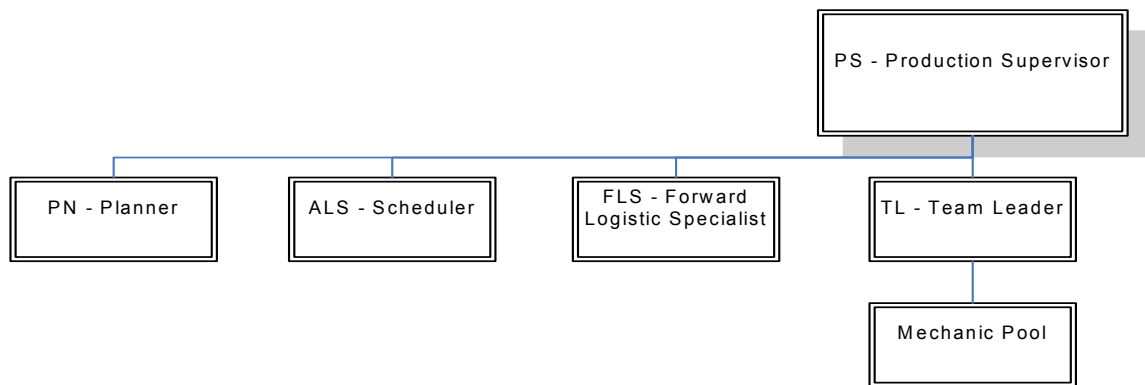 PS - Production Supervisor
PN - Planner
ALS - Scheduler
FLS - Forward
Logistic Specialist
TL - Team Leader
Mechanic Pool